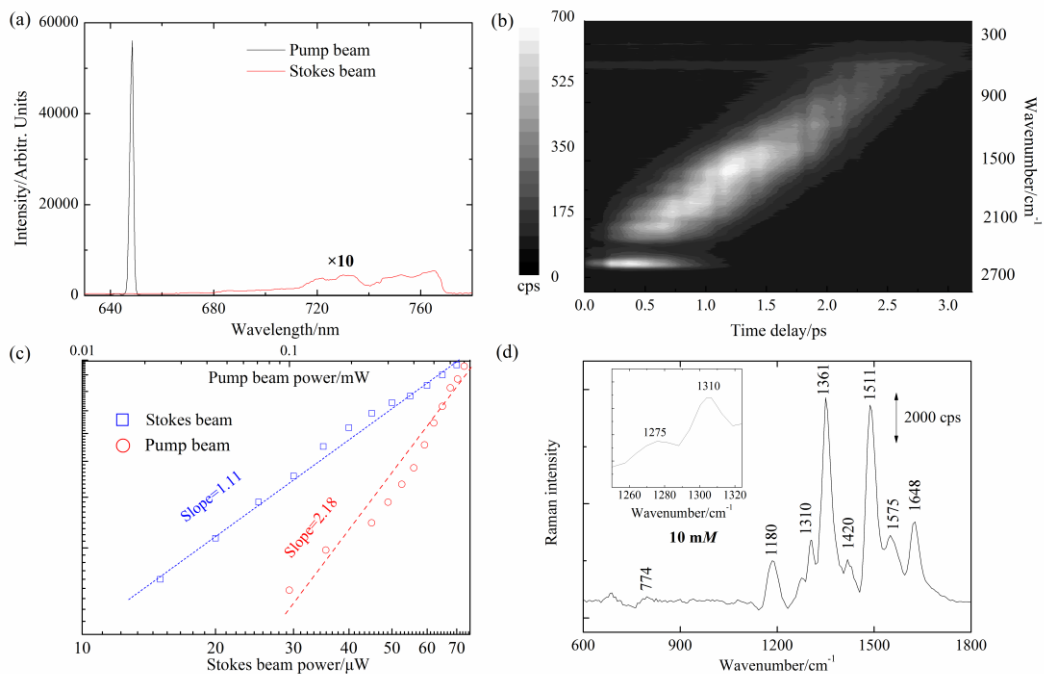 (a)
60000
40000
20000
0
Intensity/Arbitr. Units
Pump beam
Stokes beam
×10
640
680
720
760
Wavelength/nm
(b)
700
525
350
175
0
cps
300
900
1500
2100
2700
Wavenumber/cm⁻¹
0.0
0.5
1.0
1.5
2.0
2.5
3.0
Time delay/ps
(c)
0.01
0.1
Pump beam power/mW
Stokes beam
Pump beam
Slope=1.11
Slope=2.18
10
20
30
40
50
60
70
Stokes beam power/μW
(d)
Raman intensity
1310
1275
1250
1260
1280
1300
1320
Wavenumber/cm⁻¹
10 mM
2000 cps
774
1180
1310
1361
1420
1511
1575
1648
600
900
1200
1500
1800
Wavenumber/cm⁻¹